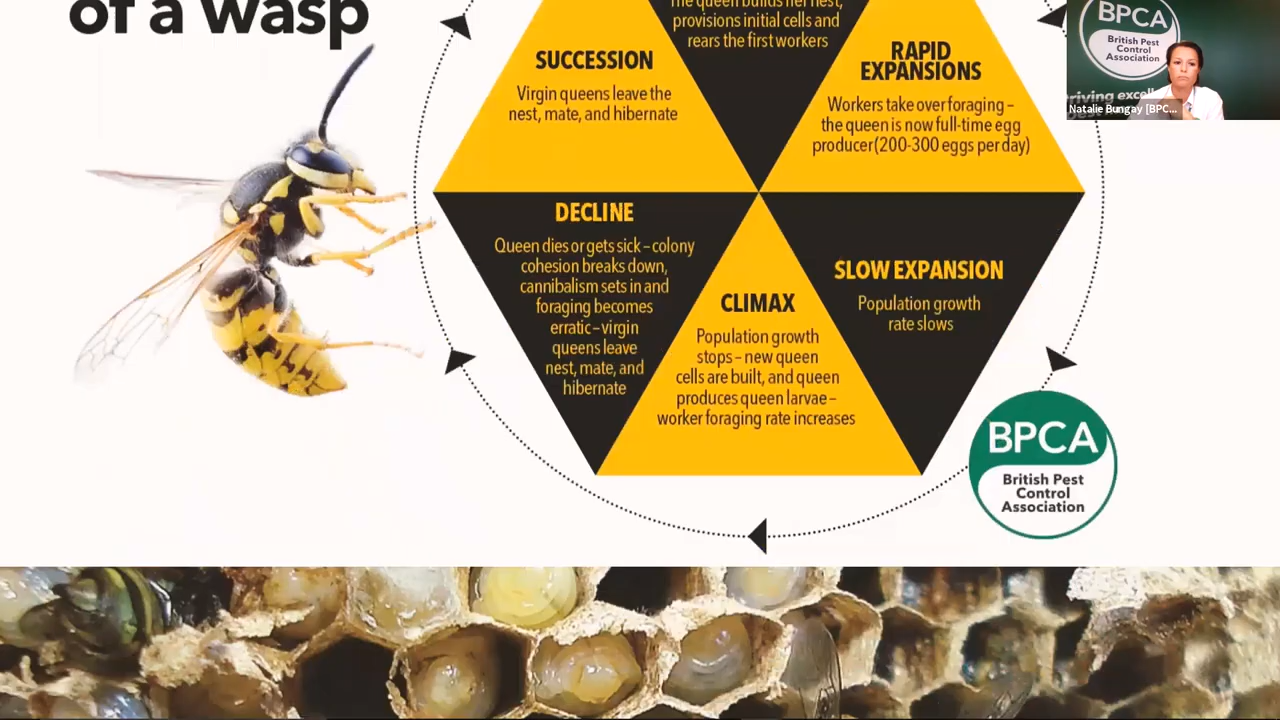 of a wasp
The queen builds her nest,
provisions initial cells and
rears the first workers
RAPID
EXPANSIONS
Workers take over foraging –
the queen is now full-time egg
producer(200-300 eggs per day)
SLOW EXPANSION
Population growth
rate slows
CLIMAX
Population growth
stops – new queen
cells are built, and queen
produces queen larvae –
worker foraging rate increases
DECLINE
Queen dies or gets sick – colony
cohesion breaks down,
cannibalism sets in and
foraging becomes
erratic – virgin
queens leave
nest, mate, and
hibernate
SUCCESSION
Virgin queens leave the
nest, mate, and hibernate
BPCA
British Pest
Control
Association
BPCA
British Pest
Control
Association
Natalie Bungay [BPC...